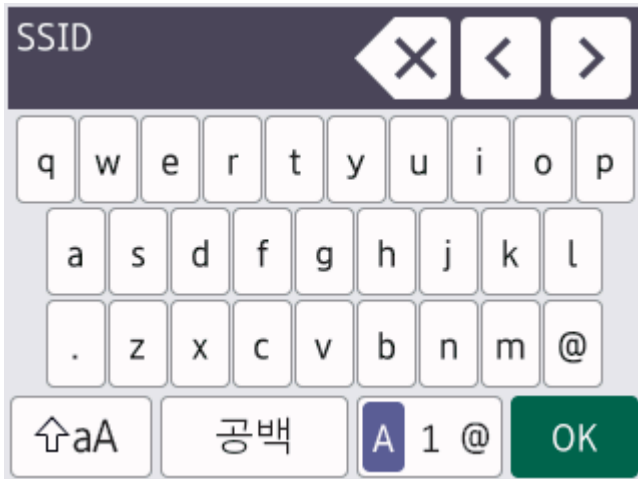 SSID
q w e r t y u i o p
a s d f g h j k l
. z x c v b n m @
aA 공백 A 1 @ OK